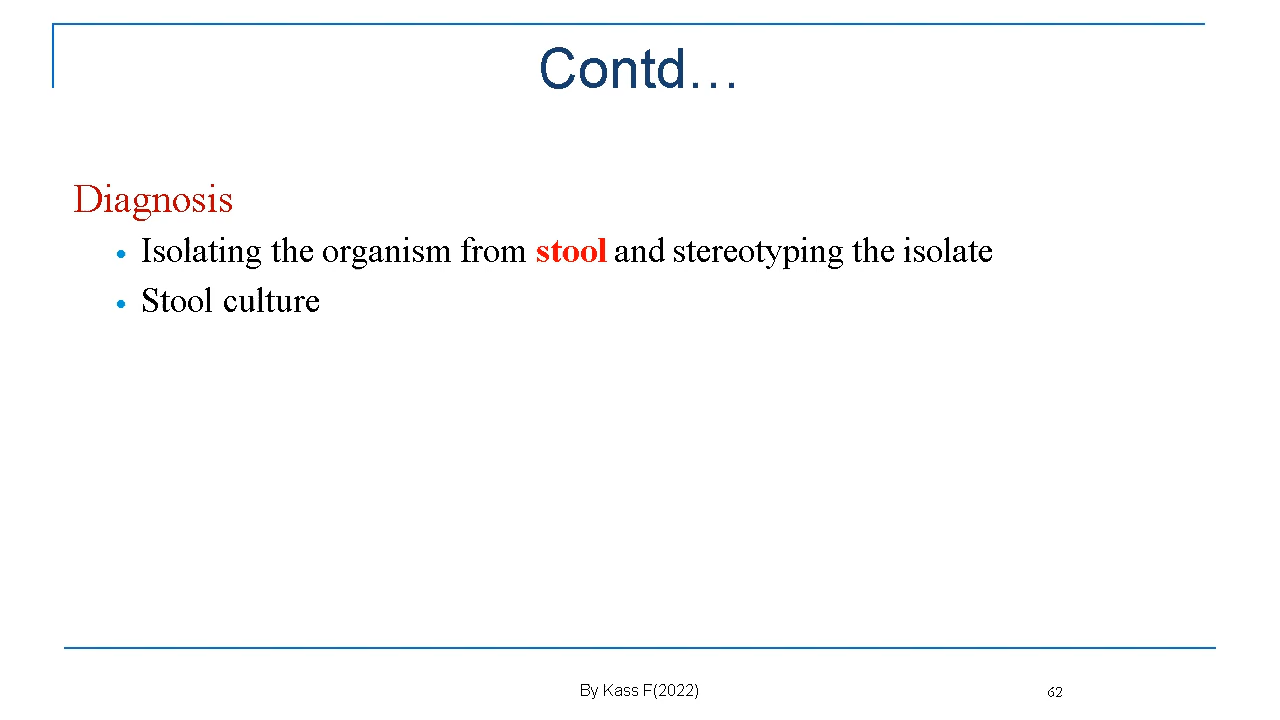 Contd…
Diagnosis
• Isolating the organism from stool and stereotyping the isolate
• Stool culture
By Kass F(2022)
62